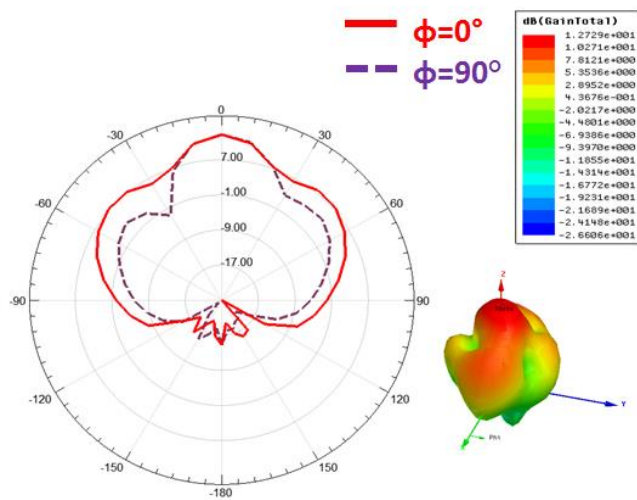 ϕ=0°
ϕ=90°
dB(GainTotal)
1.2729e+001
1.0271e+001
7.8121e+000
5.3536e+000
2.8952e+000
4.3676e-001
-2.0217e+000
-4.4801e+000
-6.9386e+000
-9.3970e+000
-1.1855e+001
-1.4314e+001
-1.6772e+001
-1.9231e+001
-2.1689e+001
-2.4148e+001
-2.6606e+001
0
-30
30
7.00
-60
-1.00
60
-9.00
-17.00
-90
90
-120
120
-150
150
-180
Z
Y
Phi